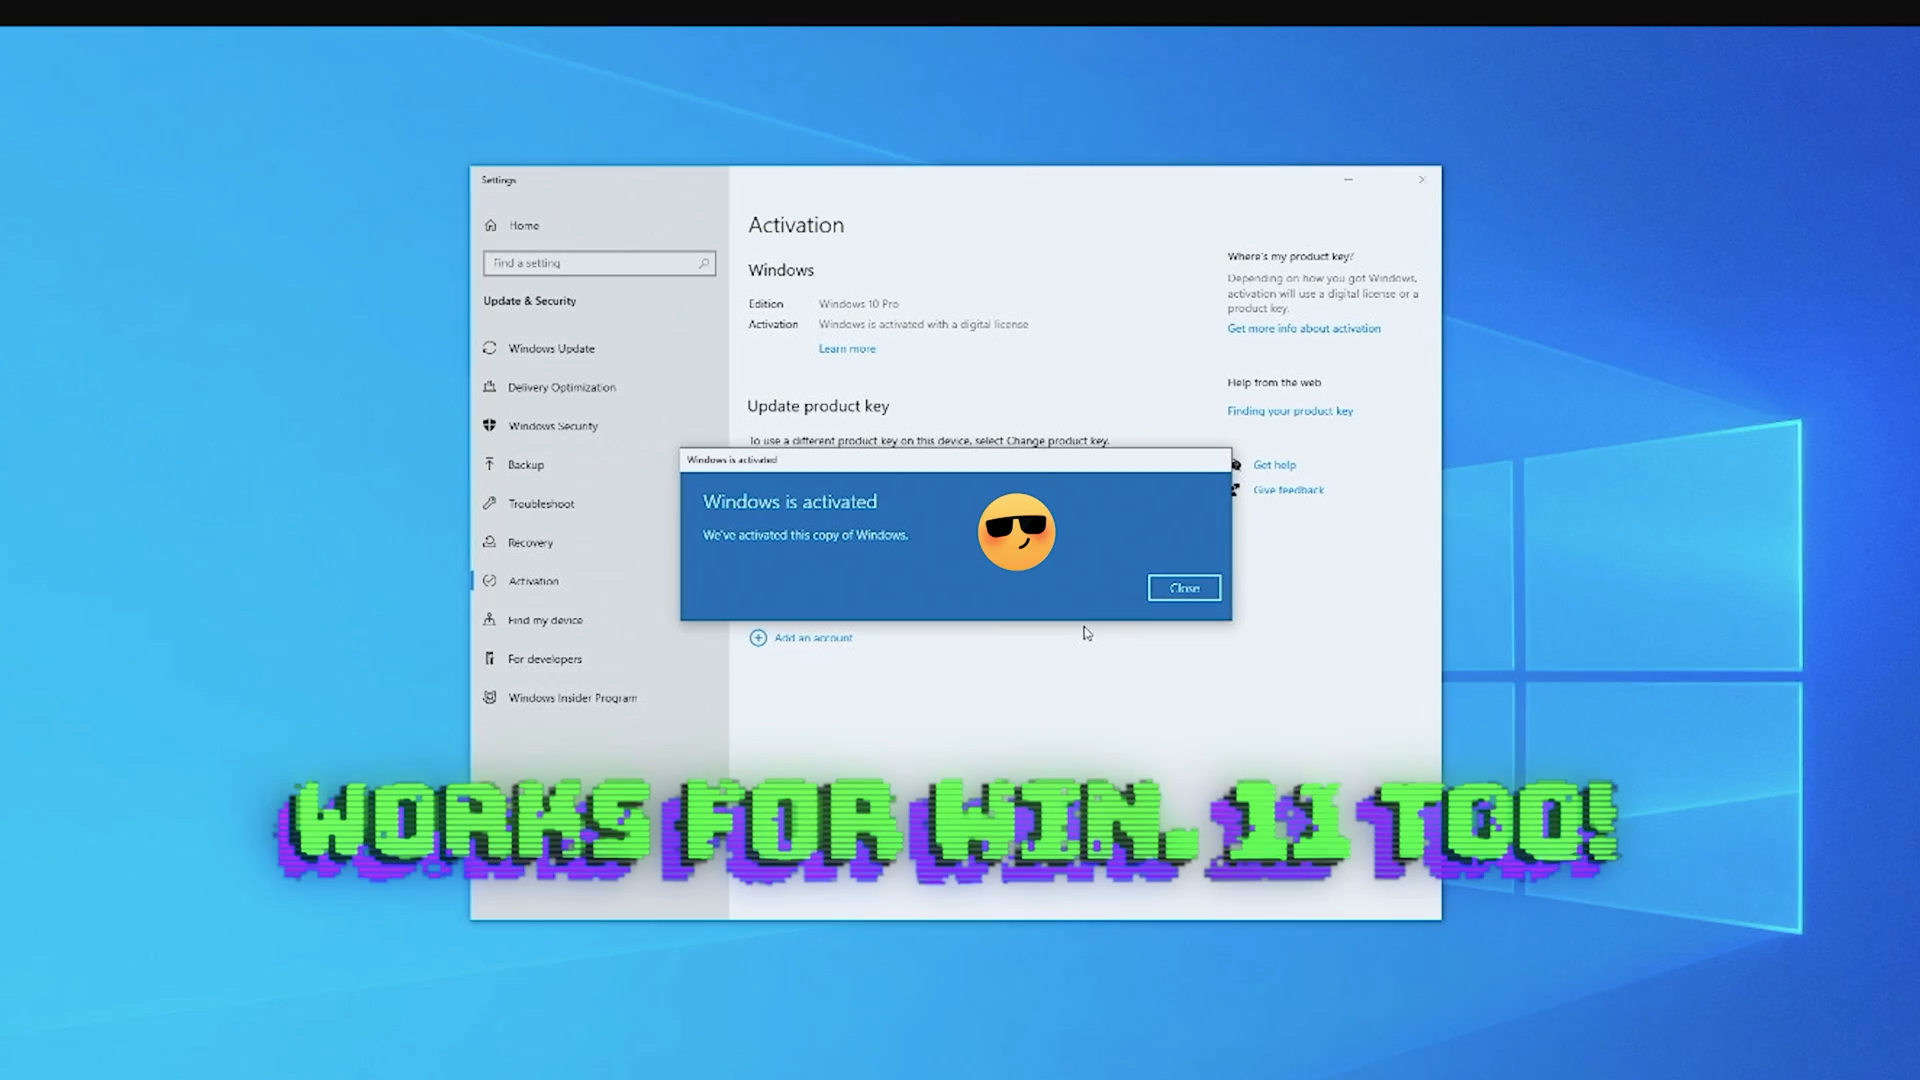 Settings
Home
Find a setting
Update & Security
Windows Update
Delivery Optimization
Windows Security
Backup
Troubleshoot
Recovery
Activation
Find my device
For developers
Windows Insider Program
Activation
Windows
Edition Windows 10 Pro
Activation Windows is activated with a digital license
Learn more
Update product key
To use a different product key on this device, select Change product key.
Windows is activated
Windows is activated
We've activated this copy of Windows.
Close
Add an account
Where's my product key?
Depending on how you got Windows,
activation will use a digital license or a
product key.
Get more info about activation
Help from the web
Finding your product key
Get help
Give feedback
WORKS FOR WIN. 11 TOO!